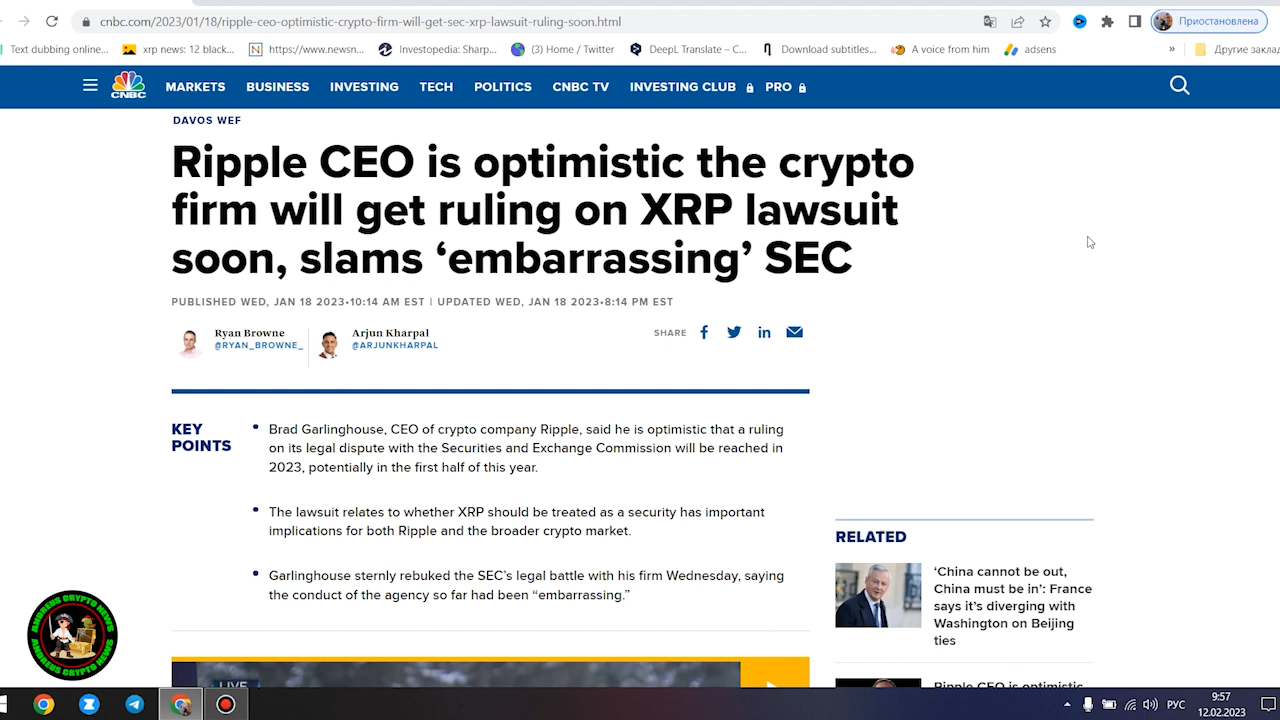 cnbc.com/2023/01/18/ripple-ceo-optimistic-crypto-firm-will-get-sec-xrp-lawsuit-ruling-soon.html
Приостановлена
Text dubbing online...
xrp news: 12 black...
https://www.newsn...
Investopedia: Sharp...
(3) Home / Twitter
DeepL Translate – C...
Download subtitles...
A voice from him
adsens
»
Другие заклад
CNBC
MARKETS
BUSINESS
INVESTING
TECH
POLITICS
CNBC TV
INVESTING CLUB
PRO
DAVOS WEF
Ripple CEO is optimistic the crypto
firm will get ruling on XRP lawsuit
soon, slams ‘embarrassing’ SEC
PUBLISHED WED, JAN 18 2023•10:14 AM EST | UPDATED WED, JAN 18 2023•8:14 PM EST
Ryan Browne
@RYAN_BROWNE_
Arjun Kharpal
@ARJUNKHARPAL
SHARE
KEY
POINTS
Brad Garlinghouse, CEO of crypto company Ripple, said he is optimistic that a ruling
on its legal dispute with the Securities and Exchange Commission will be reached in
2023, potentially in the first half of this year.
The lawsuit relates to whether XRP should be treated as a security has important
implications for both Ripple and the broader crypto market.
Garlinghouse sternly rebuked the SEC’s legal battle with his firm Wednesday, saying
the conduct of the agency so far had been “embarrassing.”
RELATED
‘China cannot be out,
China must be in’: France
says it’s diverging with
Washington on Beijing
ties
Ripple CEO is optimistic
LIVE
ANDREUS CRYPTO NEWS
ANDREUS CRYPTO NEWS
РУС
9:57
12.02.2023